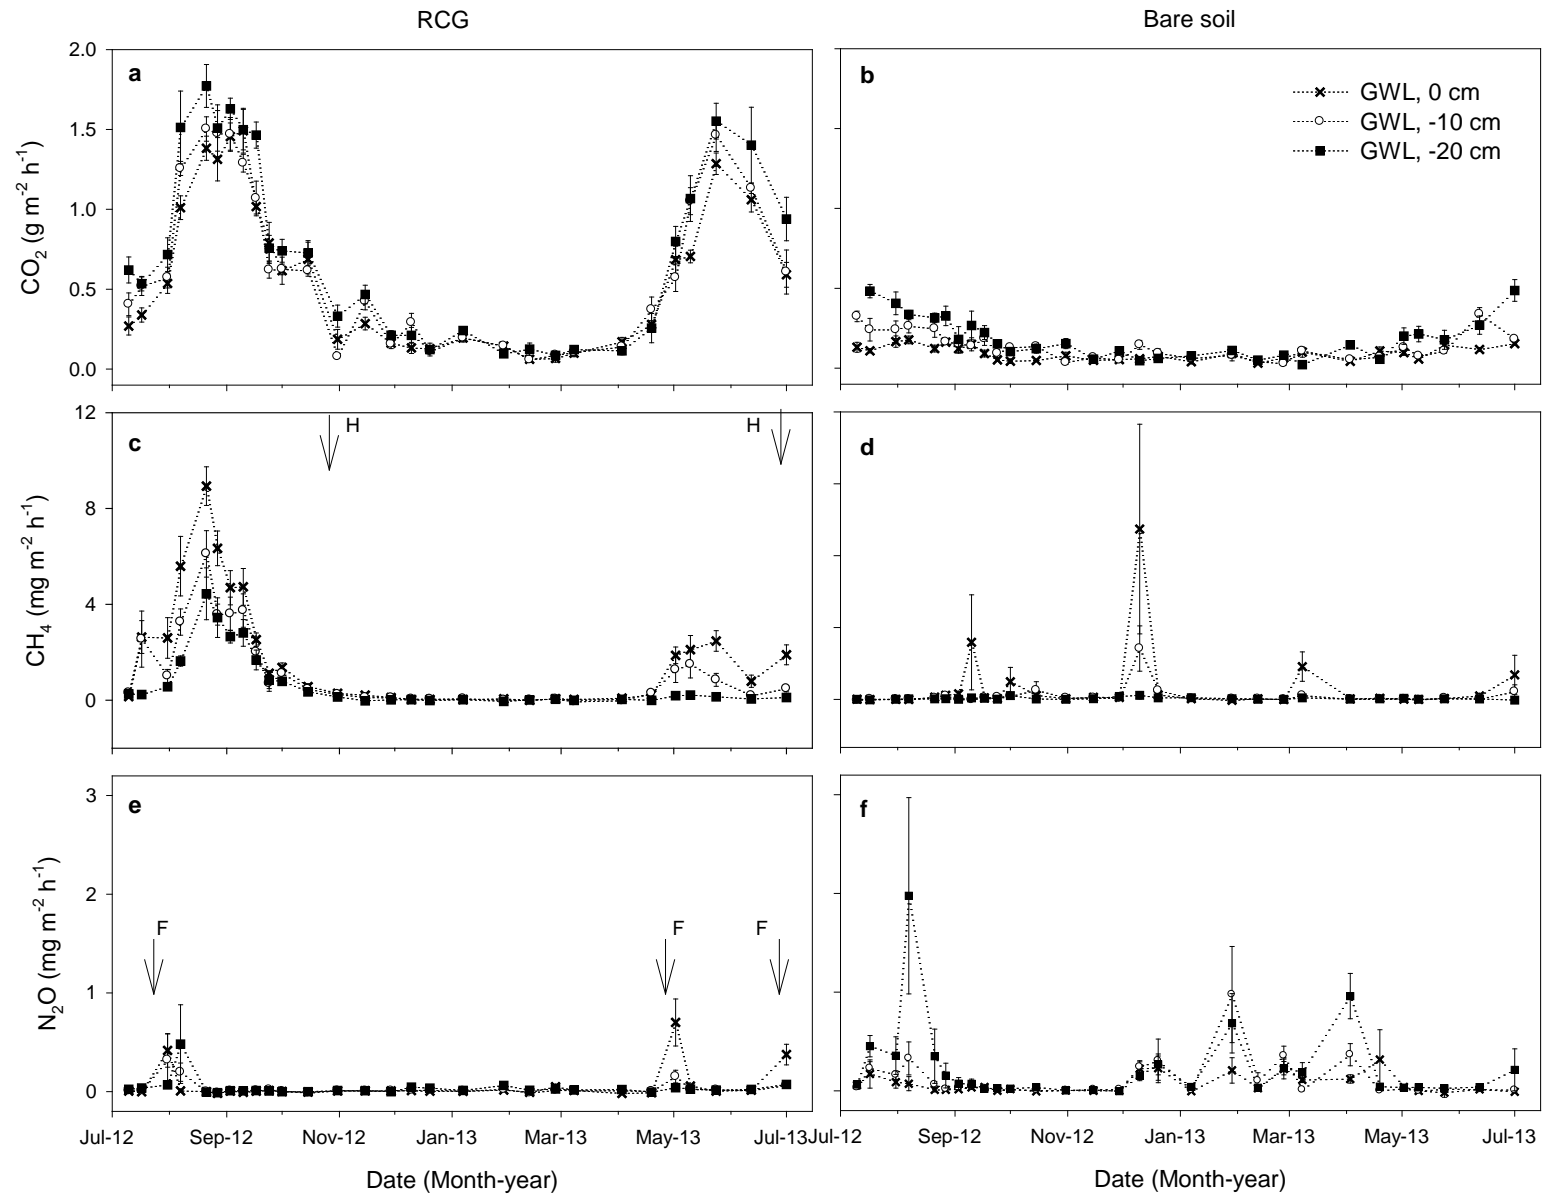 RCG
Bare soil
a
b
GWL, 0 cm
GWL, -10 cm
GWL, -20 cm
2.0
1.5
1.0
0.5
0.0
CO2 (g m-2 h-1)
c
H
H
d
12
8
4
0
CH4 (mg m-2 h-1)
e
F
F
F
f
3
2
1
0
N2O (mg m-2 h-1)
Jul-12 Sep-12 Nov-12 Jan-13 Mar-13 May-13 Jul-13
Jul-12 Sep-12 Nov-12 Jan-13 Mar-13 May-13 Jul-13
Date (Month-year)
Date (Month-year)